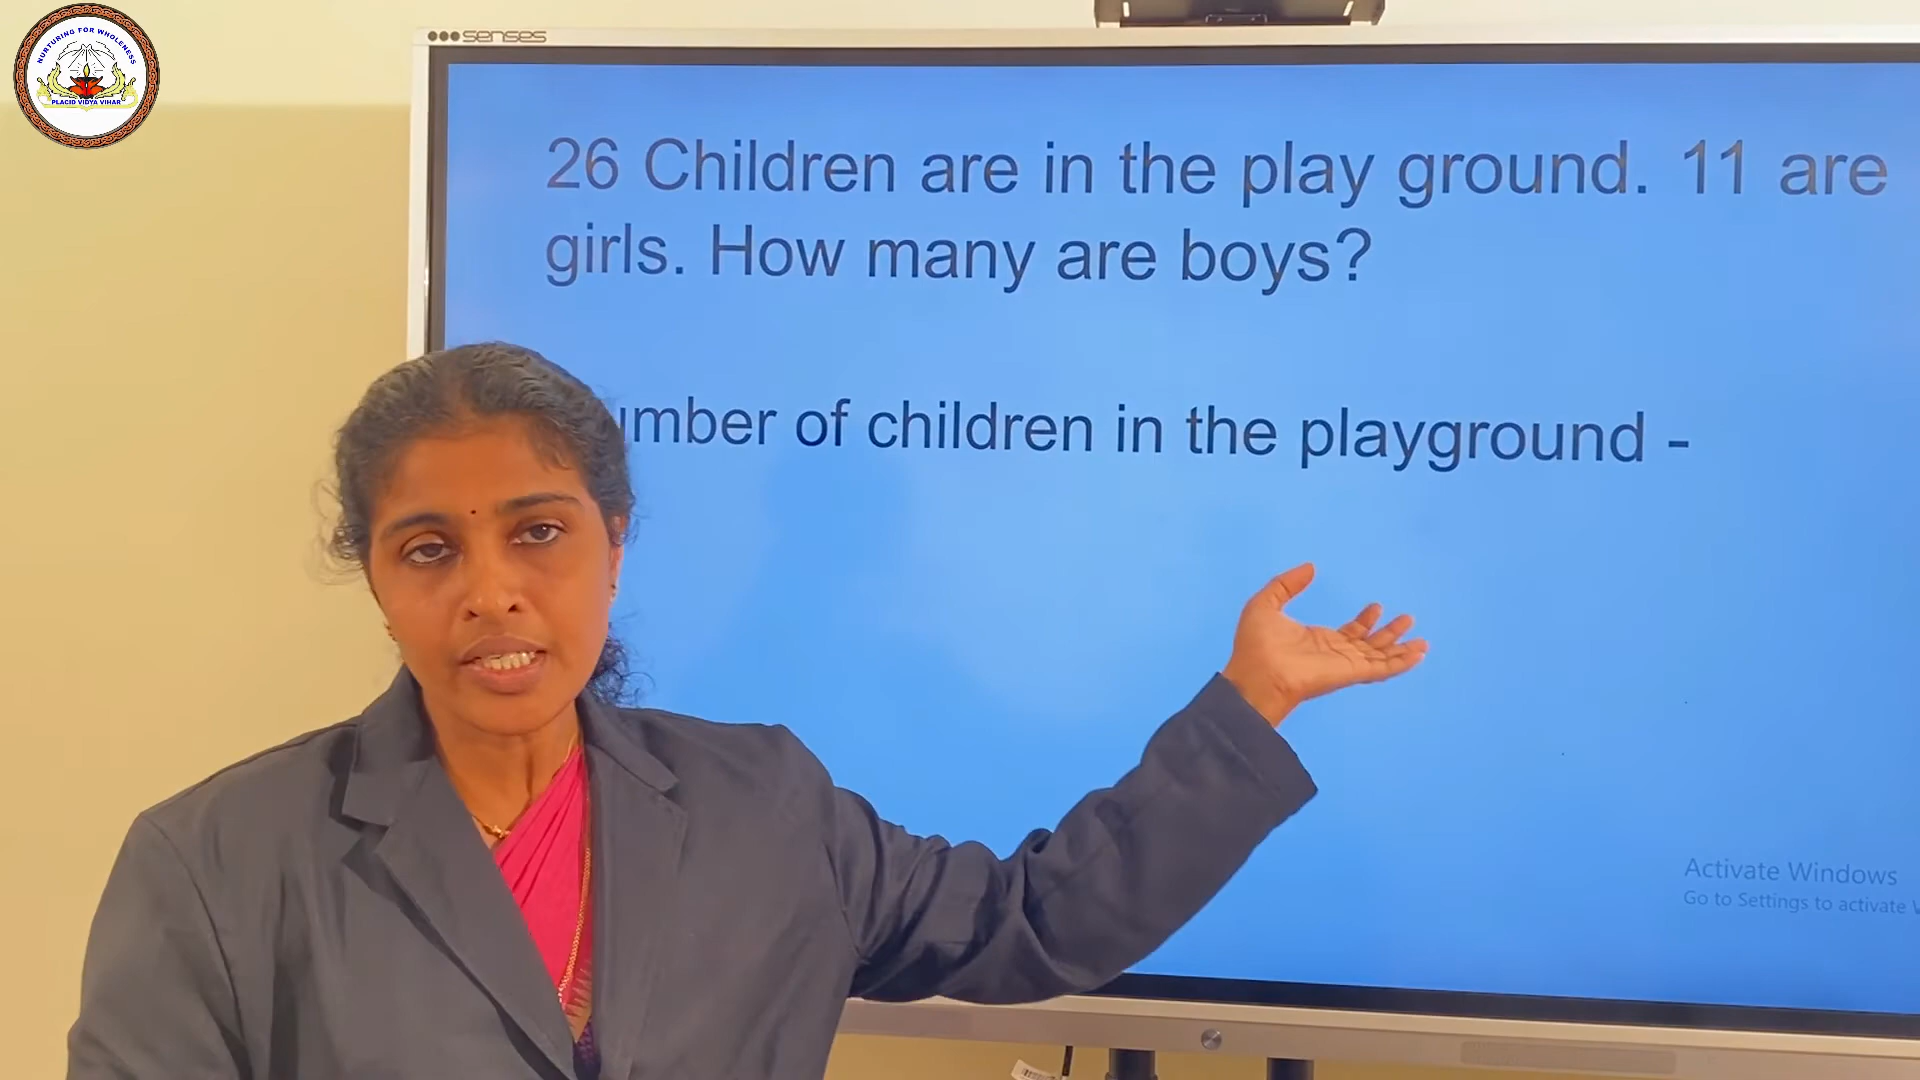 NURTURING FOR WHOLENESS
PLACID VIDYA VIHAR
senses
26 Children are in the play ground. 11 are
girls. How many are boys?
umber of children in the playground -
Activate Windows
Go to Settings to activate